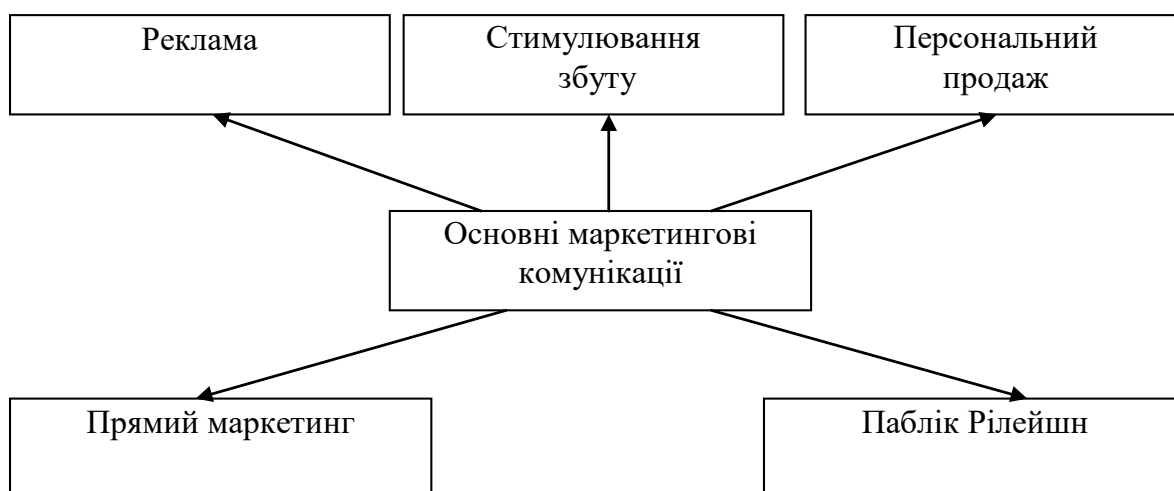 Реклама
Стимулювання
збуту
Персональний
продаж
Основні маркетингові
комунікації
Прямий маркетинг
Паблік Рілейшн